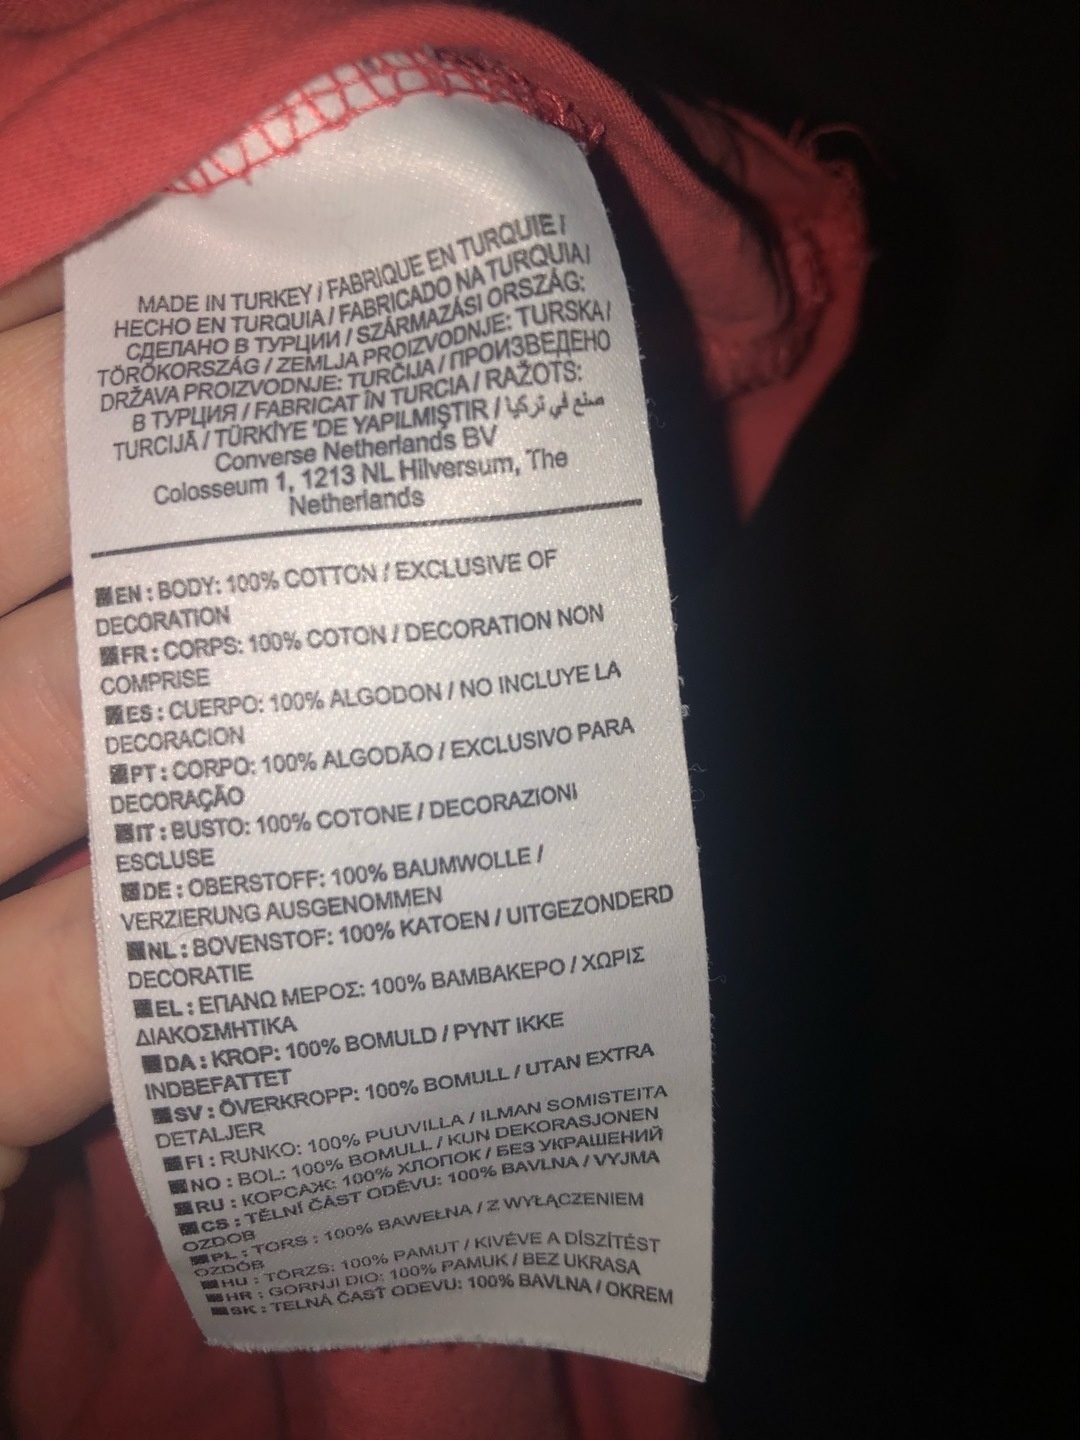 MADE IN TURKEY / FABRIQUE EN TURQUIE /
HECHO EN TURQUIA / FABRICADO NA TURQUIA/
СДЕЛАНО В ТУРЦИИ / SZÁRMAZÁSI ORSZÁG:
TÖRÖKORSZÁG / ZEMLJA PROIZVODNJE: TURSKA/
DRŽAVA PROIZVODNJE: TURČIJA / ПРОИЗВЕДЕНО
В ТУРЦИЯ / FABRICAT ÎN TURCIA / RAŽOTS:
TURCIJĀ / TÜRKİYE 'DE YAPILMIŞTIR / صنع في تركيا
Converse Netherlands BV
Colosseum 1, 1213 NL Hilversum, The
Netherlands
EN : BODY: 100% COTTON / EXCLUSIVE OF
DECORATION
FR : CORPS: 100% COTON / DECORATION NON
COMPRISE
ES : CUERPO: 100% ALGODON / NO INCLUYE LA
DECORACION
PT : CORPO: 100% ALGODÃO / EXCLUSIVO PARA
DECORAÇÃO
IT : BUSTO: 100% COTONE / DECORAZIONI
ESCLUSE
DE : OBERSTOFF: 100% BAUMWOLLE /
VERZIERUNG AUSGENOMMEN
NL : BOVENSTOF: 100% KATOEN / UITGEZONDERD
DECORATIE
EL : ΕΠΑΝΩ ΜΕΡΟΣ: 100% ΒΑΜΒΑΚΕΡΟ / ΧΩΡΙΣ
ΔΙΑΚΟΣΜΗΤΙΚΑ
DA : KROP: 100% BOMULD / PYNT IKKE
INDBEFATTET
SV : ÖVERKROPP: 100% BOMULL / UTAN EXTRA
DETALJER
FI : RUNKO: 100% PUUVILLA / ILMAN SOMISTEITA
NO : BOL: 100% BOMULL / KUN DEKORASJONEN
RU : КОРСАЖ: 100% ХЛОПОК / БЕЗ УКРАШЕНИЙ
CS : TĚLNÍ ČÁST ODĚVU: 100% BAVLNA / VYJMA
OZDOB
PL : TORS : 100% BAWEŁNA / Z WYŁĄCZENIEM
OZDÓB
HU : TÖRZS: 100% PAMUT / KIVÉVE A DÍSZÍTÉST
HR : GORNJI DIO: 100% PAMUK / BEZ UKRASA
SK : TELNÁ ČASŤ ODEVU: 100% BAVLNA / OKREM